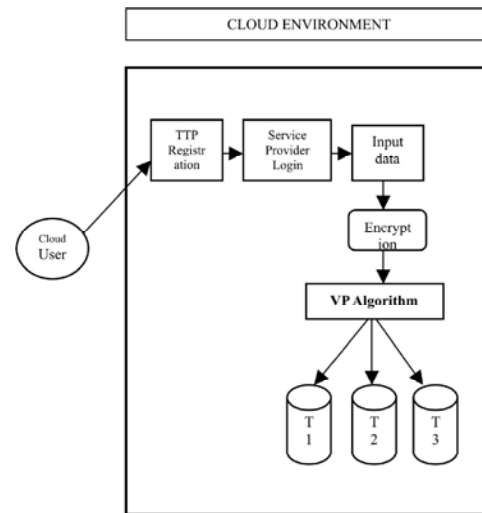 CLOUD ENVIRONMENT
TTP
Registr
ation
Service
Provider
Login
Input
data
Cloud
User
Encrypt
ion
VP Algorithm
T
1
T
2
T
3